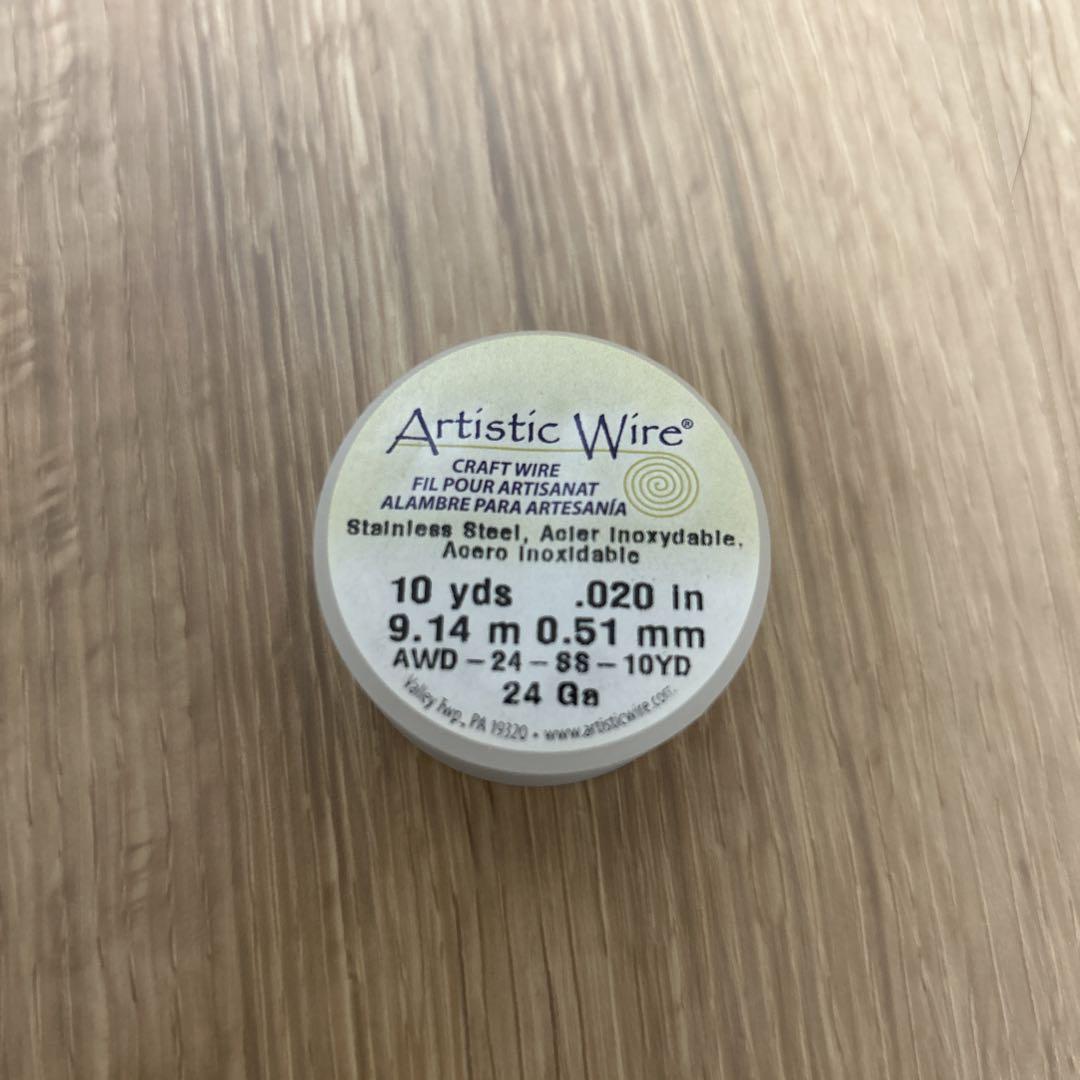 Artistic Wire®
CRAFT WIRE
FIL POUR ARTISANAT
ALAMBRE PARA ARTESANÍA
Stainless Steel, Acier Inoxydable,
Acero Inoxidable
10 yds .020 in
9.14 m 0.51 mm
AWD-24-SS-10YD
24 Ga
Valley Twp., PA 19320 • www.artisticwire.com